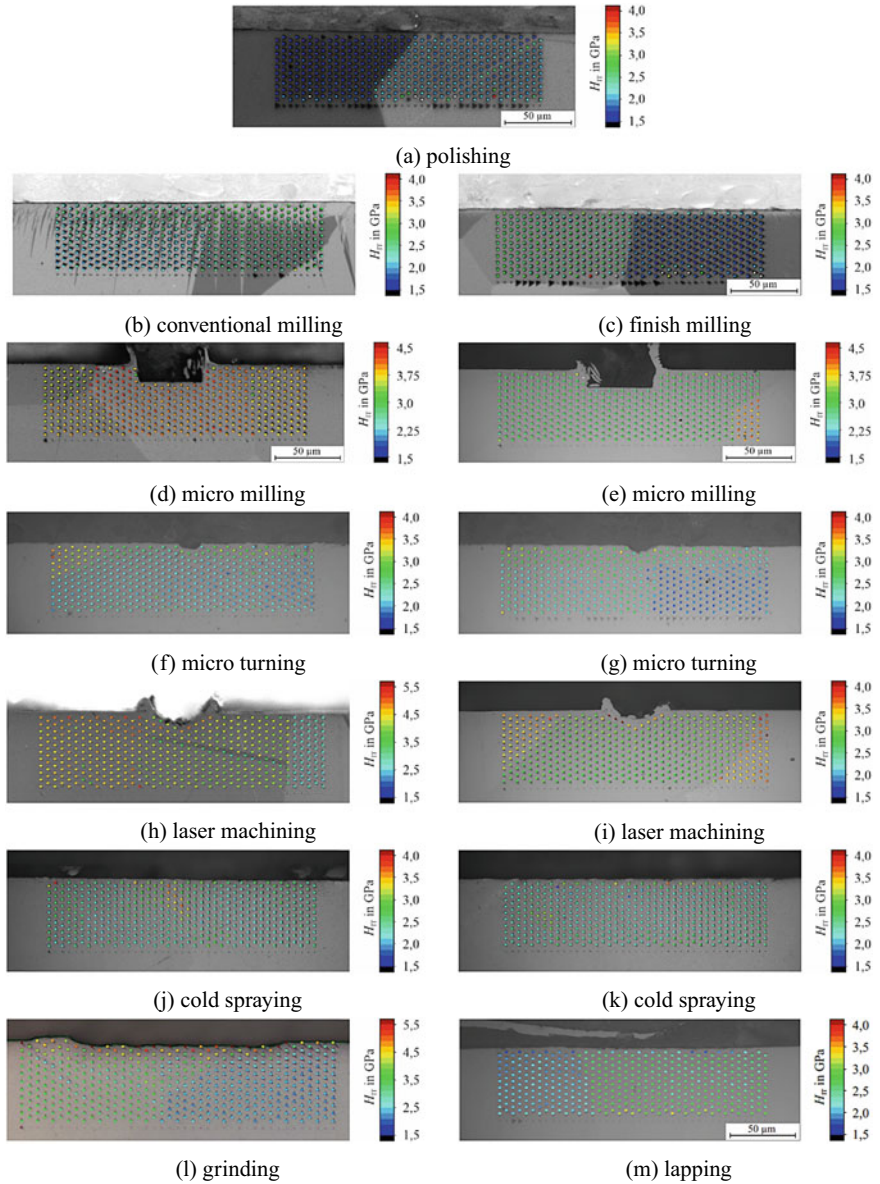 4,0
3,5
3,0
2,5
2,0
1,5
H_IT in GPa
50 µm
(a) polishing
4,0
3,5
3,0
2,5
2,0
1,5
H_IT in GPa
4,0
3,5
3,0
2,5
2,0
1,5
H_IT in GPa
50 µm
(b) conventional milling
(c) finish milling
4,5
3,75
3,0
2,25
1,5
H_IT in GPa
50 µm
4,5
3,75
3,0
2,25
1,5
H_IT in GPa
50 µm
(d) micro milling
(e) micro milling
4,0
3,5
3,0
2,5
2,0
1,5
H_IT in GPa
4,0
3,5
3,0
2,5
2,0
1,5
H_IT in GPa
(f) micro turning
(g) micro turning
5,5
4,5
3,5
2,5
1,5
H_IT in GPa
4,0
3,5
3,0
2,5
2,0
1,5
H_IT in GPa
(h) laser machining
(i) laser machining
4,0
3,5
3,0
2,5
2,0
1,5
H_IT in GPa
4,0
3,5
3,0
2,5
2,0
1,5
H_IT in GPa
(j) cold spraying
(k) cold spraying
5,5
4,5
3,5
2,5
1,5
H_IT in GPa
4,0
3,5
3,0
2,5
2,0
1,5
H_IT in GPa
50 µm
(l) grinding
(m) lapping